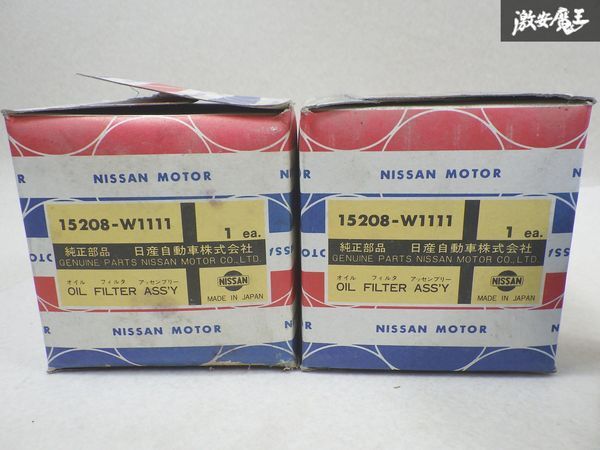 激安魔王
NISSAN MOTOR
15208-W1111
1 ea.
純正部品 日産自動車株式会社
GENUINE PARTS NISSAN MOTOR CO., LTD.
オイル フィルタ アッセンブリー
OIL FILTER ASS'Y
NISSAN
MADE IN JAPAN
NISSAN MOTOR
NISSAN MOTOR
15208-W1111
1 ea.
純正部品 日産自動車株式会社
GENUINE PARTS NISSAN MOTOR CO., LTD.
オイル フィルタ アッセンブリー
OIL FILTER ASS'Y
NISSAN
MADE IN JAPAN
NISSAN MOTOR